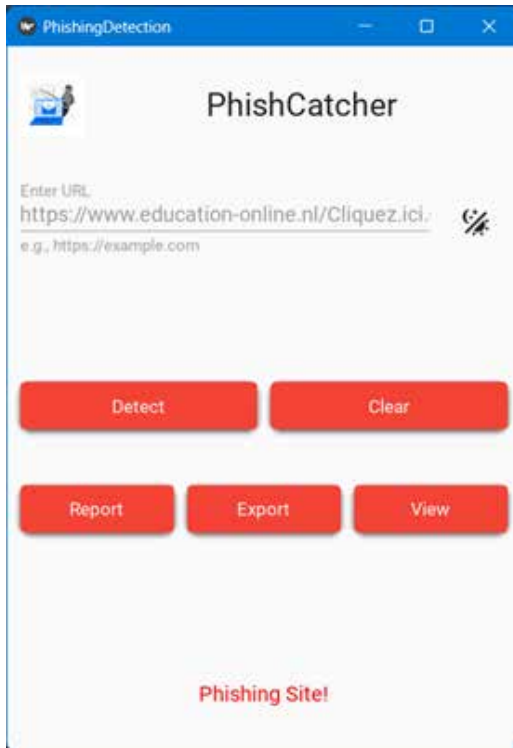 PhishingDetection
PhishCatcher
Enter URL
https://www.education-online.nl/Cliquez.ici.
e.g., https://example.com
Detect Clear
Report Export View
Phishing Site!